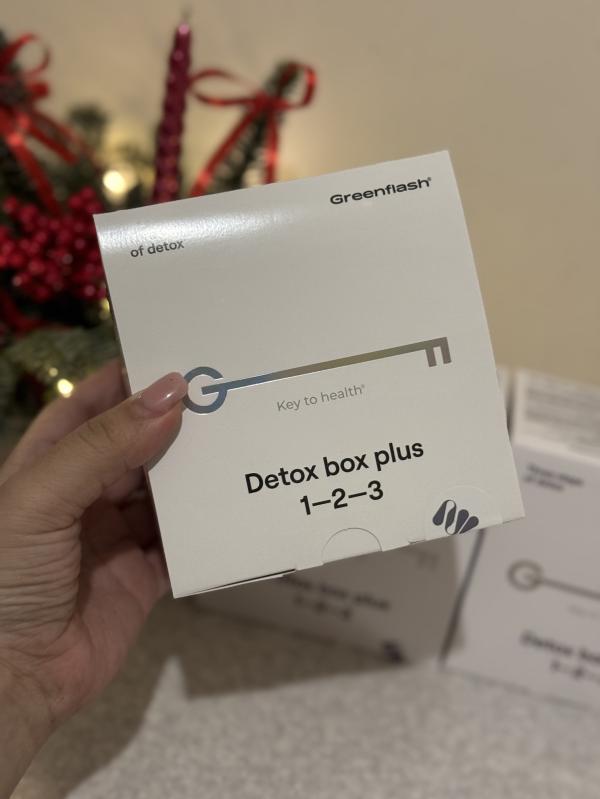 Greenflash®
of detox
Key to health®
Detox box plus
1—2—3